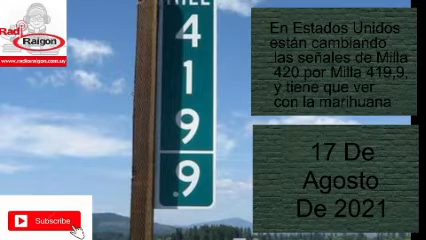 MILE
4
1
9
9
Radi
Raigon
www.radioraigon.com.uy
En Estados Unidos
están cambiando
las señales de Milla
420 por Milla 419,9,
y tiene que ver
con la marihuana
17 De
Agosto
De 2021
Subscribe